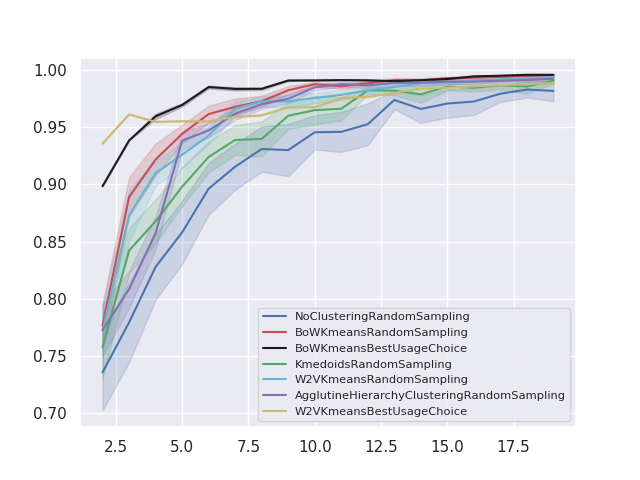 1.00
0.95
0.90
0.85
0.80
0.75
0.70
NoClusteringRandomSampling
BoWKmeansRandomSampling
BoWKmeansBestUsageChoice
KmedoidsRandomSampling
W2VKmeansRandomSampling
AgglutineHierarchyClusteringRandomSampling
W2VKmeansBestUsageChoice
2.5 5.0 7.5 10.0 12.5 15.0 17.5